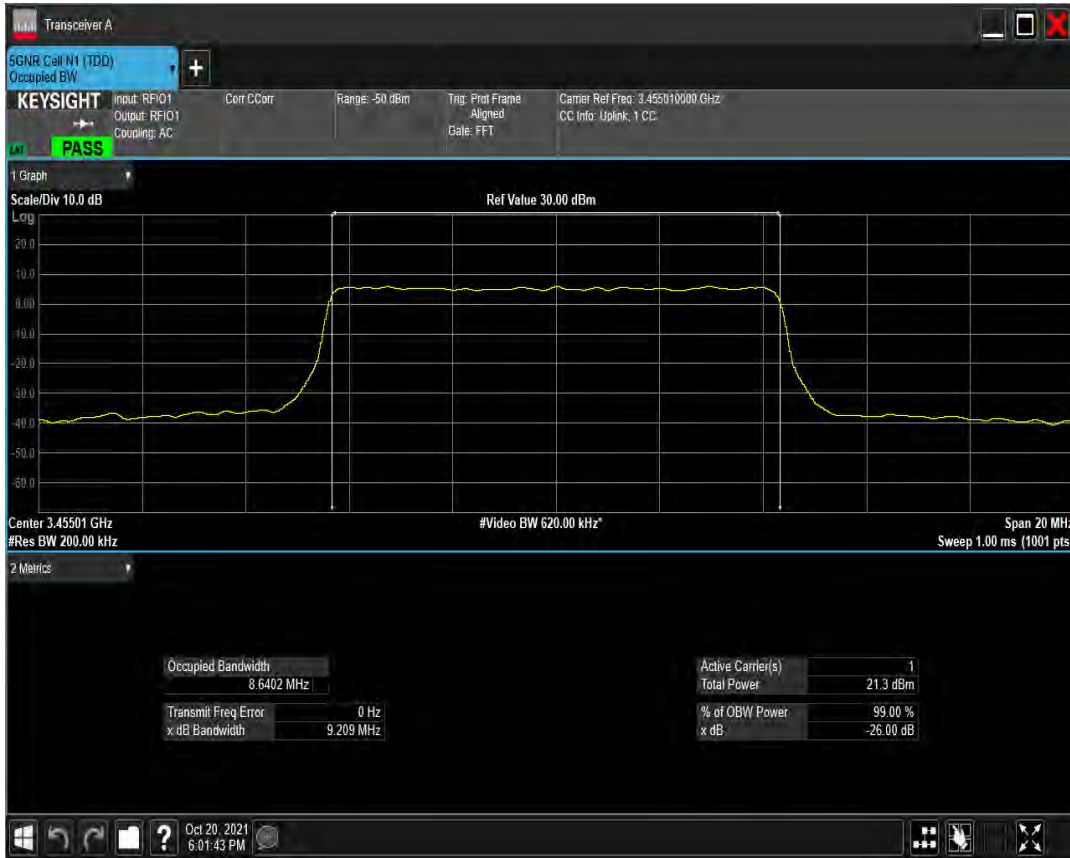 Transceiver A
5GNR Cell N1 (TDD)
Occupied BW
+
KEYSIGHT
Input: RFIO1
Output: RFIO1
Coupling: AC
Corr CCorr
Range: -50 dBm
Trig: Prot Frame
Aligned
Gate: FFT
Carrier Ref Freq: 3.455010000 GHz
CC Info: Uplink, 1 CC
PASS
1 Graph
Scale/Div 10.0 dB
Ref Value 30.00 dBm
Log
20.0
10.0
0.00
-10.0
-20.0
-30.0
-40.0
-50.0
-60.0
Center 3.45501 GHz
#Video BW 620.00 kHz*
Span 20 MHz
#Res BW 200.00 kHz
Sweep 1.00 ms (1001 pts
2 Metrics
Occupied Bandwidth
8.6402 MHz
Transmit Freq Error 0 Hz
x dB Bandwidth 9.209 MHz
Active Carrier(s) 1
Total Power 21.3 dBm
% of OBW Power 99.00 %
x dB -26.00 dB
?
Oct 20, 2021
6:01:43 PM